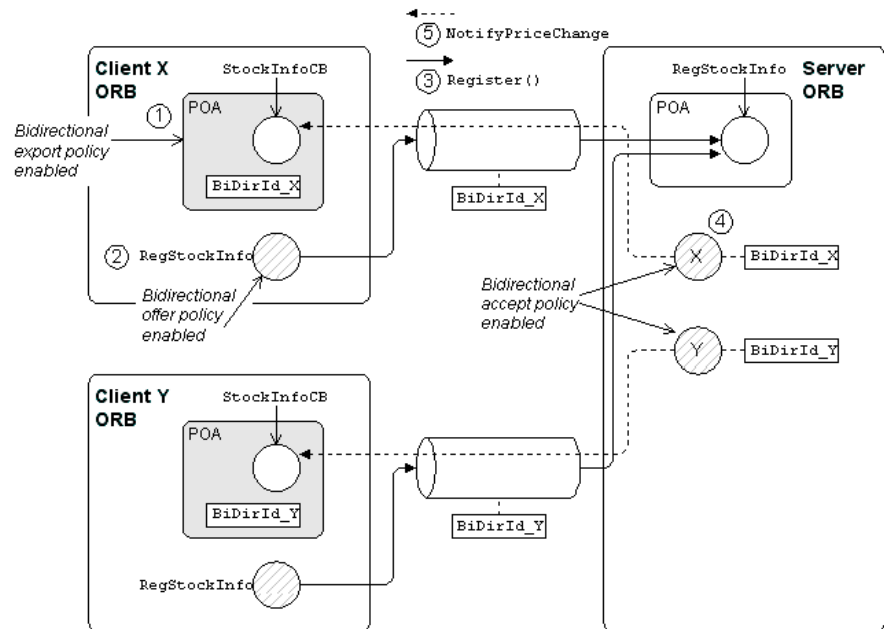 5
NotifyPriceChange
3
Register()
Client X
ORB
StockInfoCB
1
POA
BiDirId_X
Bidirectional
export policy
enabled
2
RegStockInfo
Bidirectional
offer policy
enabled
BiDirId_X
RegStockInfo
Server
ORB
POA
4
X
BiDirId_X
Bidirectional
accept policy
enabled
Y
BiDirId_Y
Client Y
ORB
StockInfoCB
POA
BiDirId_Y
RegStockInfo
BiDirId_Y